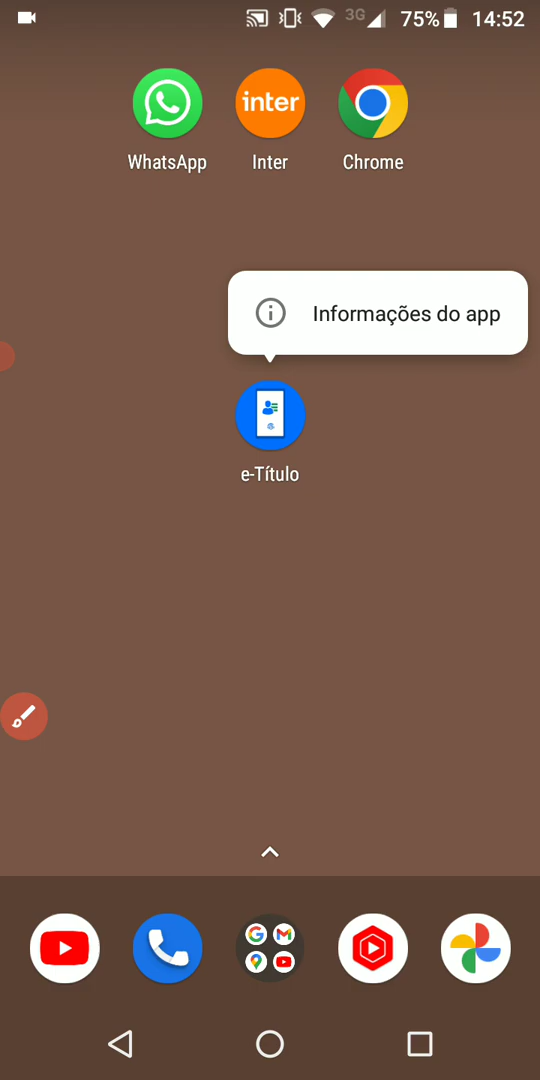 3G 75% 14:52
inter
WhatsApp Inter Chrome
Informações do app
e-Título